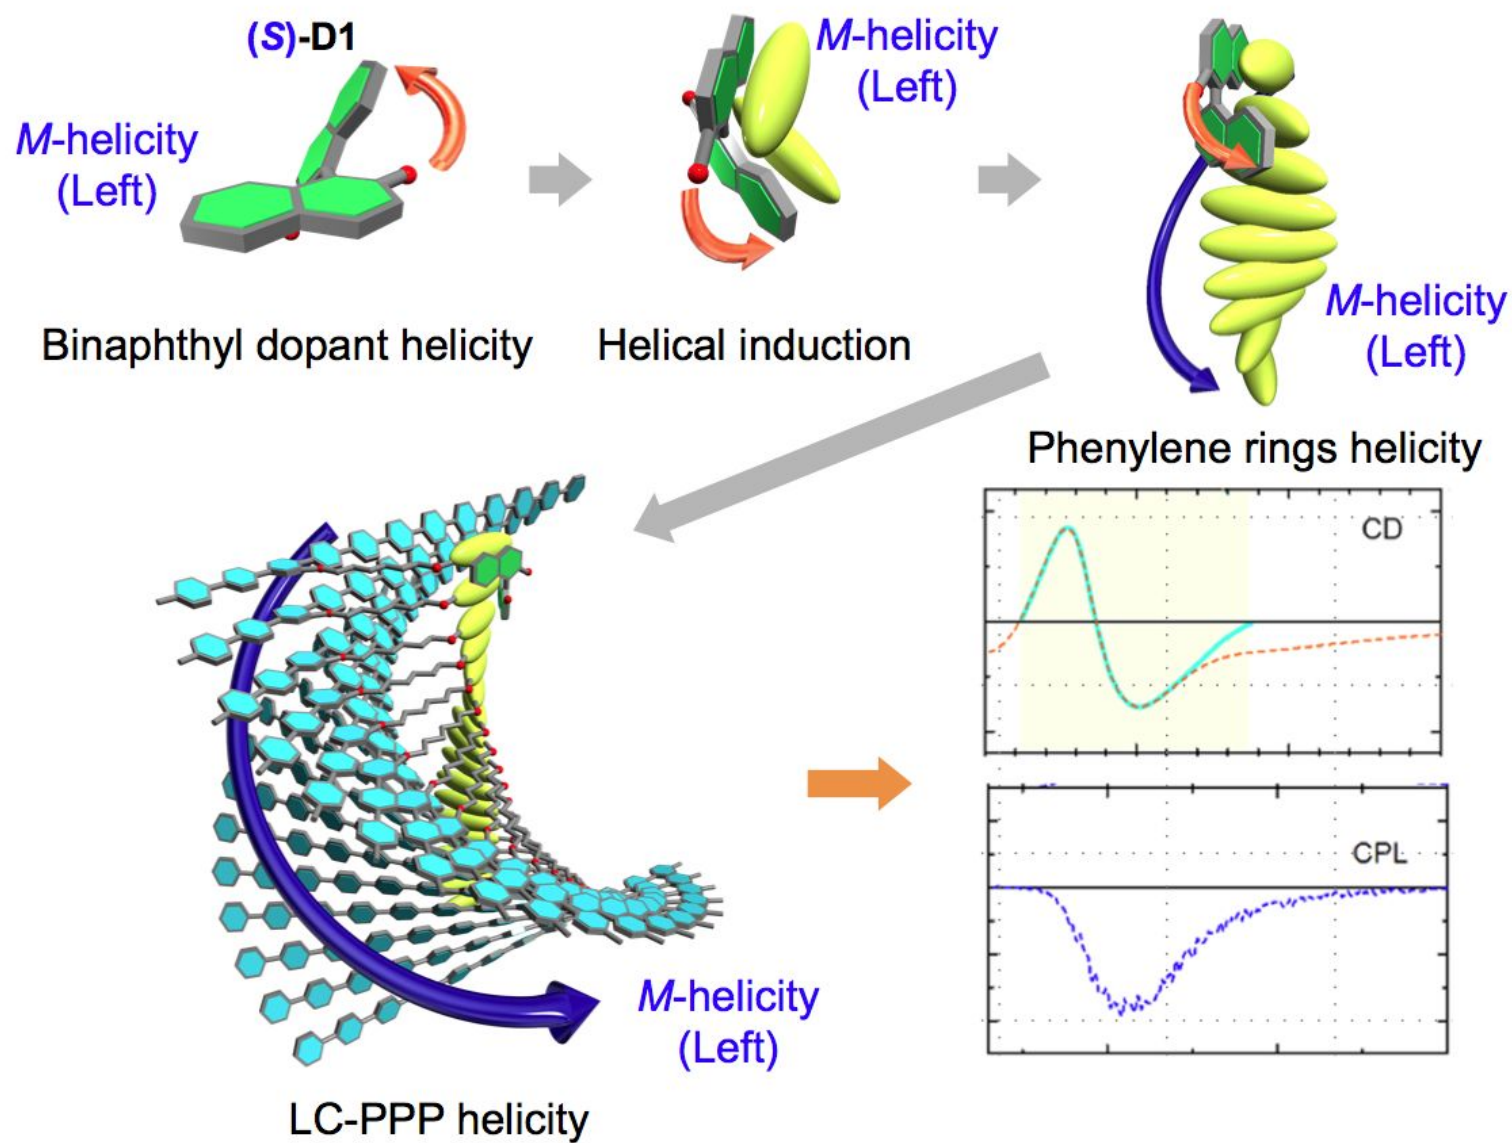 (S)-D1
M-helicity
(Left)
Binaphthyl dopant helicity
M-helicity
(Left)
Helical induction
M-helicity
(Left)
Phenylene rings helicity
M-helicity
(Left)
LC-PPP helicity
CD
CPL